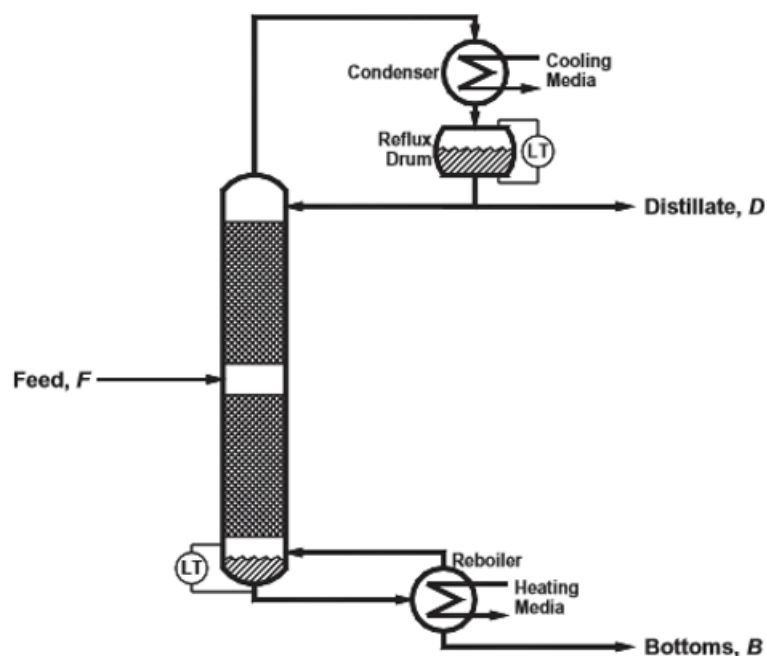 Condenser
Cooling
Media
Reflux
Drum
LT
Distillate, D
Feed, F
LT
Reboiler
Heating
Media
Bottoms, B